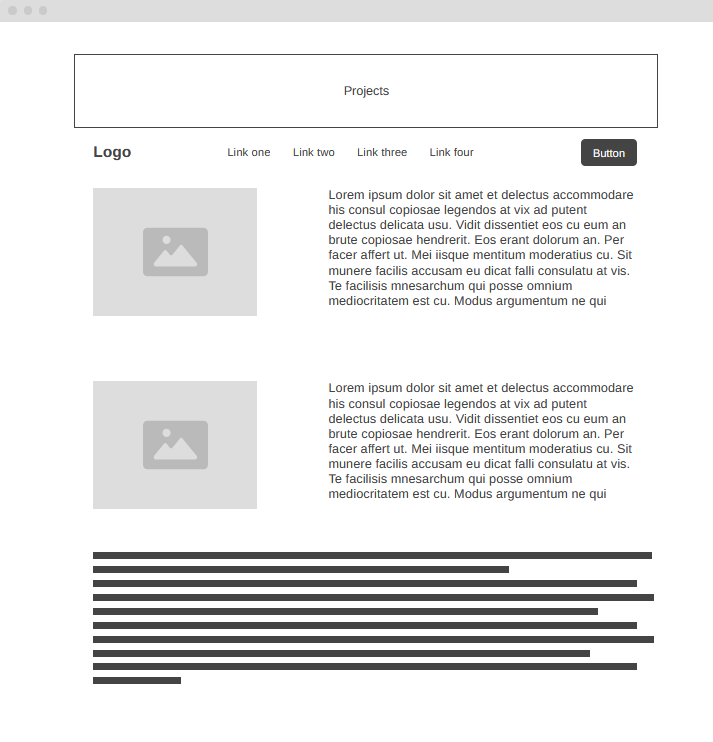 Projects
Logo
Link one
Link two
Link three
Link four
Button
Lorem ipsum dolor sit amet et delectus accommodare
his consul copiosae legendos at vix ad putent
delectus delicata usu. Vidit dissentiet eos cu eum an
brute copiosae hendrerit. Eos erant dolorum an. Per
facer affert ut. Mei iisque mentitum moderatius cu. Sit
munere facilis accusam eu dicat falli consulatu at vis.
Te facilisis mnesarchum qui posse omnium
mediocritatem est cu. Modus argumentum ne qui
Lorem ipsum dolor sit amet et delectus accommodare
his consul copiosae legendos at vix ad putent
delectus delicata usu. Vidit dissentiet eos cu eum an
brute copiosae hendrerit. Eos erant dolorum an. Per
facer affert ut. Mei iisque mentitum moderatius cu. Sit
munere facilis accusam eu dicat falli consulatu at vis.
Te facilisis mnesarchum qui posse omnium
mediocritatem est cu. Modus argumentum ne qui